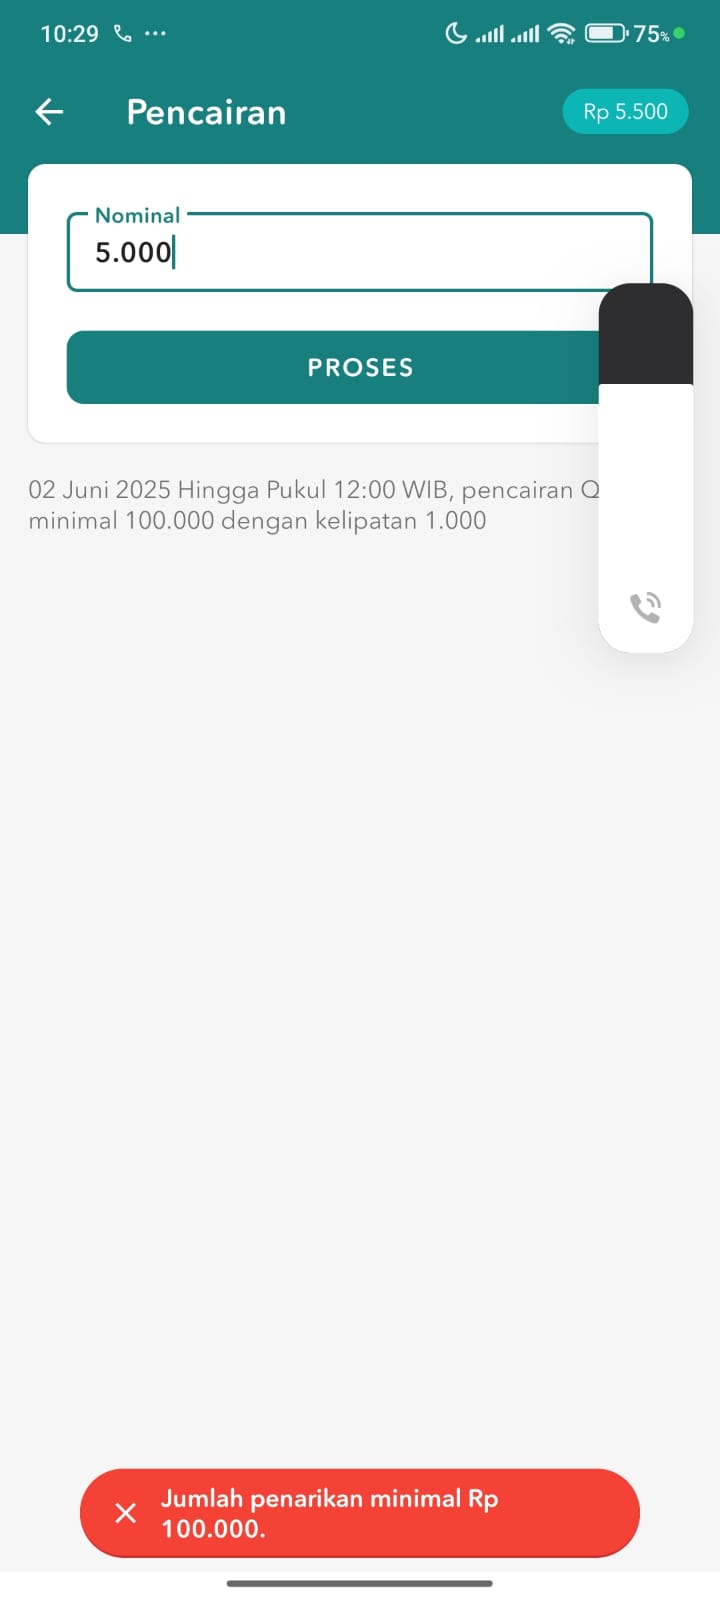 10:29
75%
Pencairan
Rp 5.500
Nominal
5.000
PROSES
02 Juni 2025 Hingga Pukul 12:00 WIB, pencairan
minimal 100.000 dengan kelipatan 1.000
Jumlah penarikan minimal Rp
100.000.